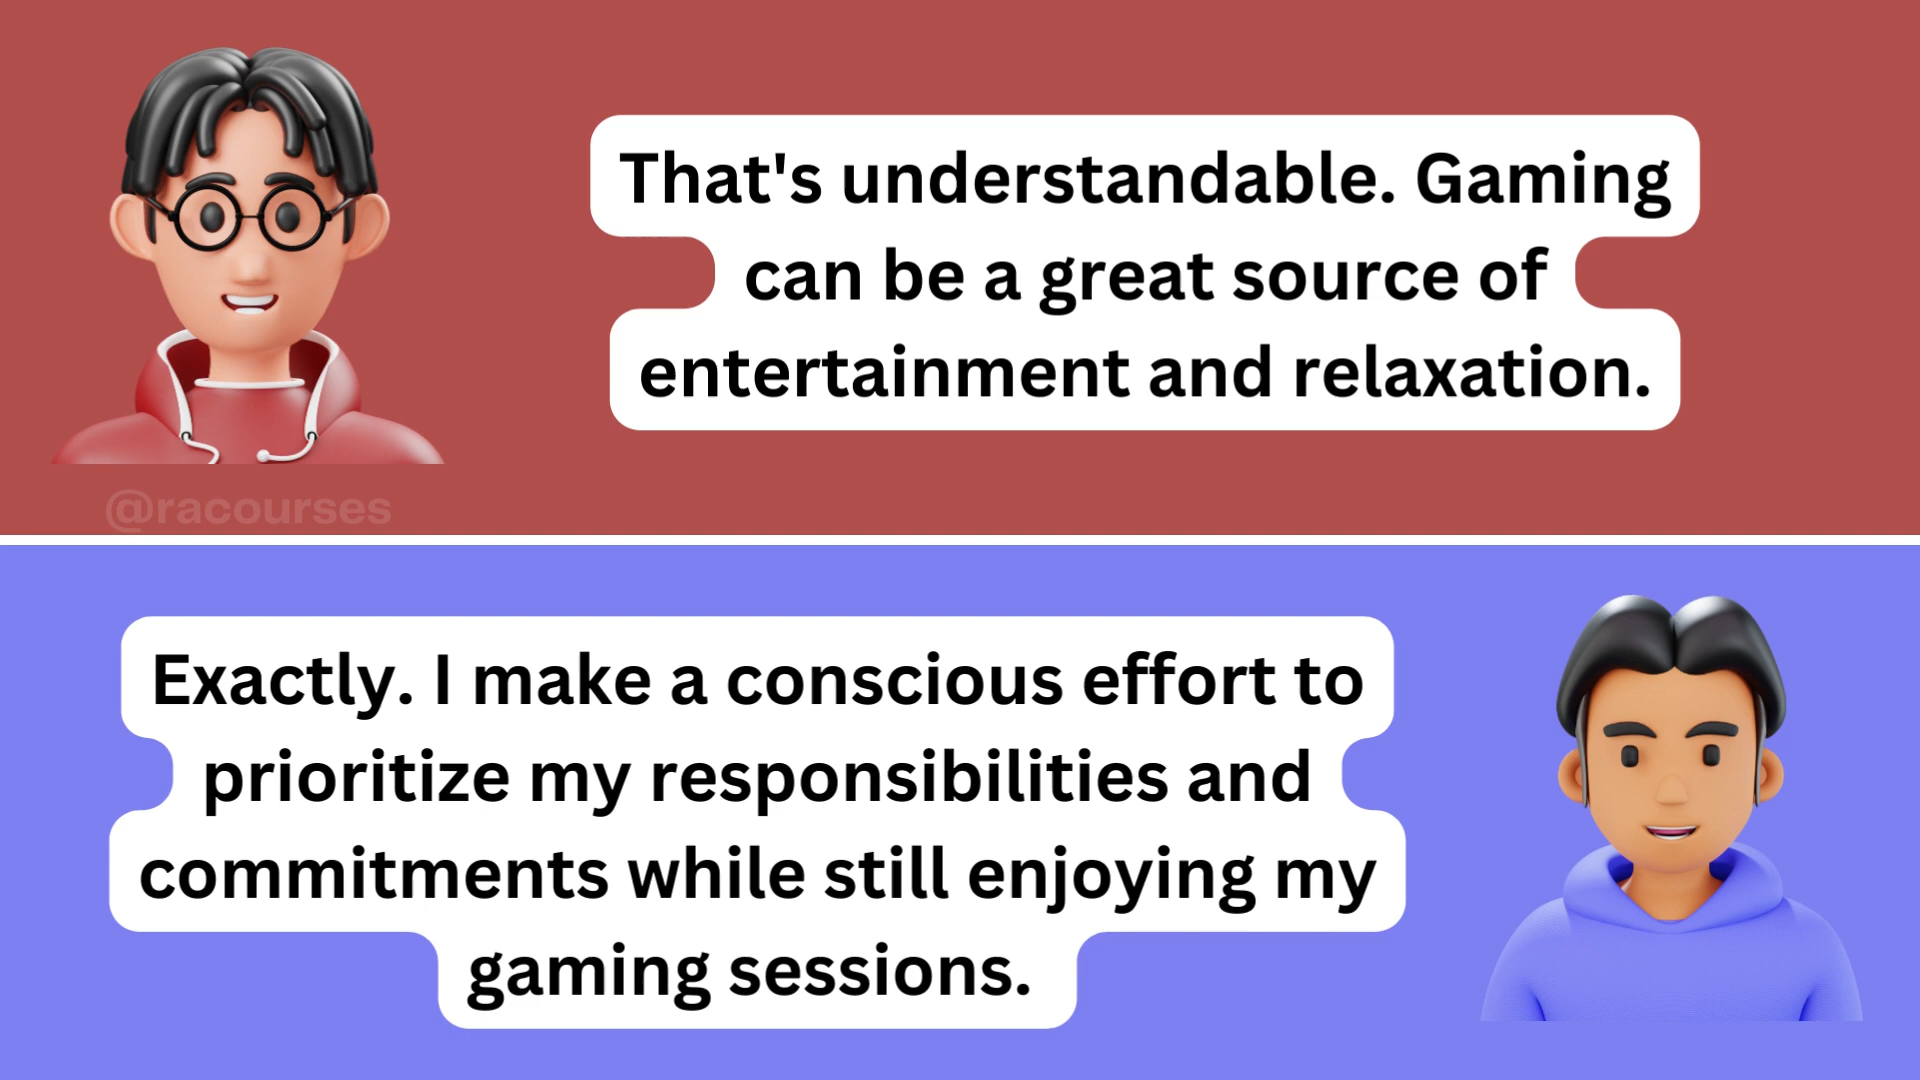 That's understandable. Gaming
can be a great source of
entertainment and relaxation.
@racourses
Exactly. I make a conscious effort to
prioritize my responsibilities and
commitments while still enjoying my
gaming sessions.